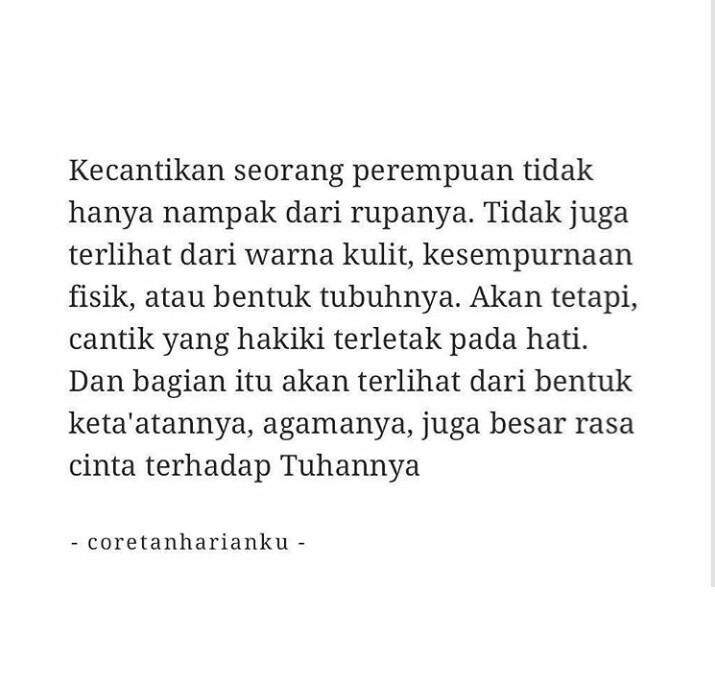 Kecantikan seorang perempuan tidak
hanya nampak dari rupanya. Tidak juga
terlihat dari warna kulit, kesempurnaan
fisik, atau bentuk tubuhnya. Akan tetapi,
cantik yang hakiki terletak pada hati.
Dan bagian itu akan terlihat dari bentuk
keta'atannya, agamanya, juga besar rasa
cinta terhadap Tuhannya
- coretanharianku -